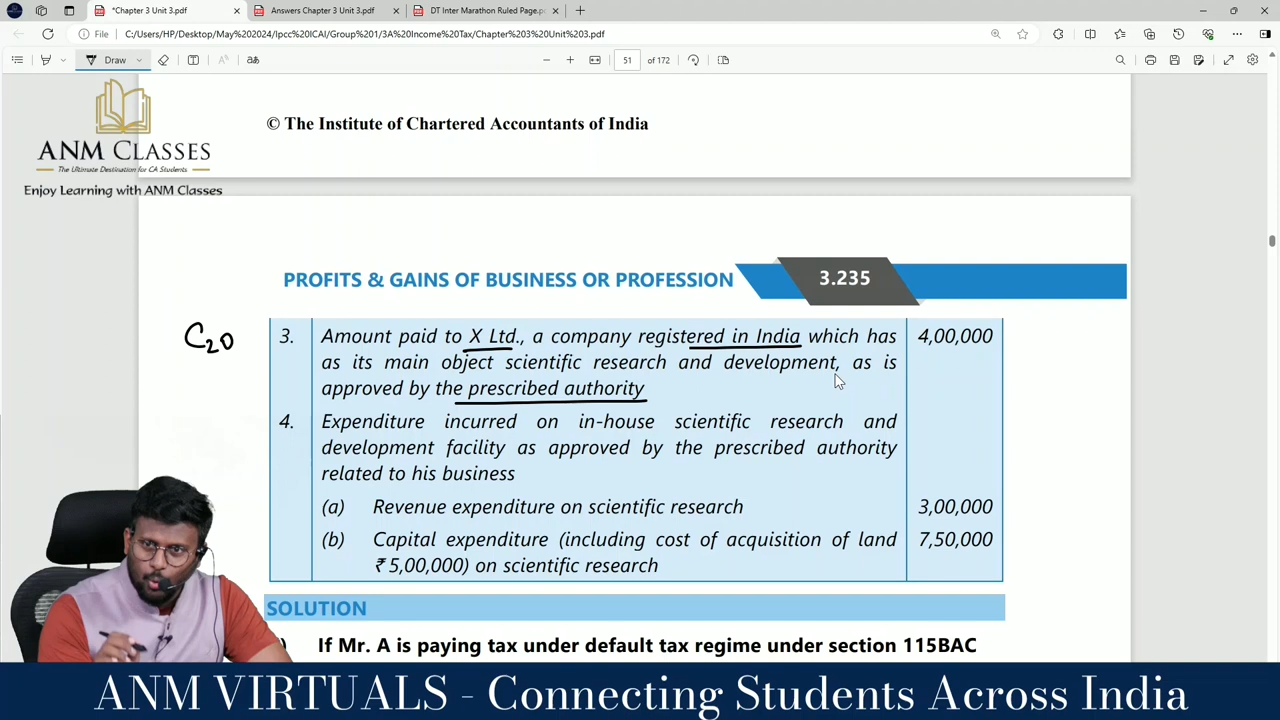 *Chapter 3 Unit 3.pdf
Answers Chapter 3 Unit 3.pdf
DT Inter Marathon Ruled Page.p
File
C:/Users/HP/Desktop/May%202024/Ipcc%20ICAI/Group%201/3A%20Income%20Tax/Chapter%203%20Unit%203.pdf
Draw
51 of 172
ANM CLASSES
The Ultimate Destination for CA Students
Enjoy Learning with ANM Classes
© The Institute of Chartered Accountants of India
PROFITS & GAINS OF BUSINESS OR PROFESSION 3.235
C20
3. Amount paid to X Ltd., a company registered in India which has 4,00,000
as its main object scientific research and development, as is
approved by the prescribed authority
4. Expenditure incurred on in-house scientific research and
development facility as approved by the prescribed authority
related to his business
(a) Revenue expenditure on scientific research 3,00,000
(b) Capital expenditure (including cost of acquisition of land 7,50,000
₹ 5,00,000) on scientific research
SOLUTION
) If Mr. A is paying tax under default tax regime under section 115BAC
ANM VIRTUALS - Connecting Students Across India